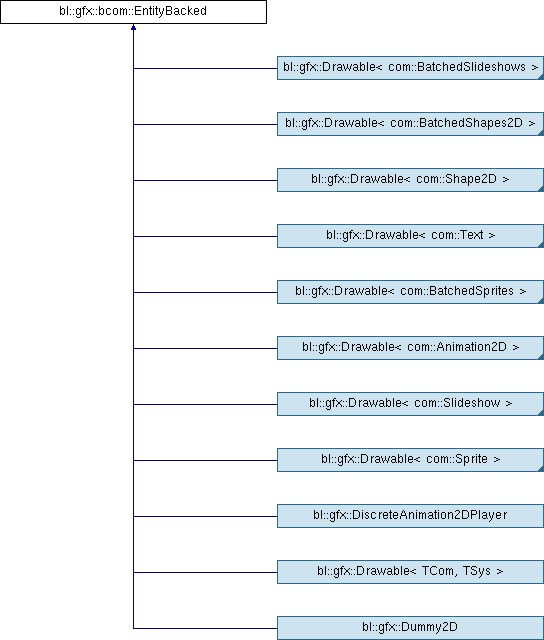 bl::gfx::bcom::EntityBacked
bl::gfx::Drawable< com::BatchedSlideshows >
bl::gfx::Drawable< com::BatchedShapes2D >
bl::gfx::Drawable< com::Shape2D >
bl::gfx::Drawable< com::Text >
bl::gfx::Drawable< com::BatchedSprites >
bl::gfx::Drawable< com::Animation2D >
bl::gfx::Drawable< com::Slideshow >
bl::gfx::Drawable< com::Sprite >
bl::gfx::DiscreteAnimation2DPlayer
bl::gfx::Drawable< TCom, TSys >
bl::gfx::Dummy2D